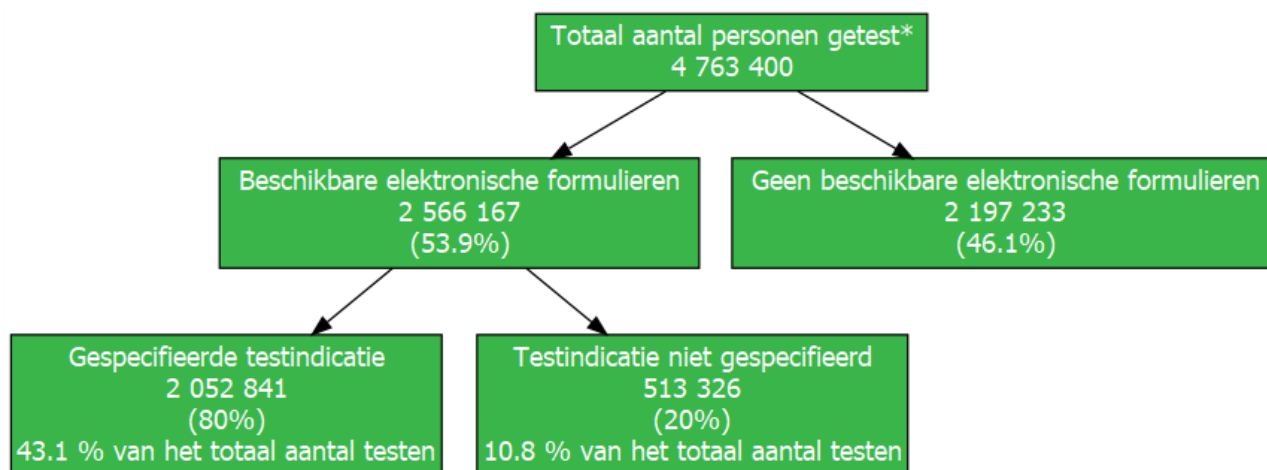 Totaal aantal personen getest*
4 763 400
Beschikbare elektronische formulieren
2 566 167
(53.9%)
Geen beschikbare elektronische formulieren
2 197 233
(46.1%)
Gespecifieerde testindicatie
2 052 841
(80%)
43.1 % van het totaal aantal testen
Testindicatie niet gespecifieerd
513 326
(20%)
10.8 % van het totaal aantal testen